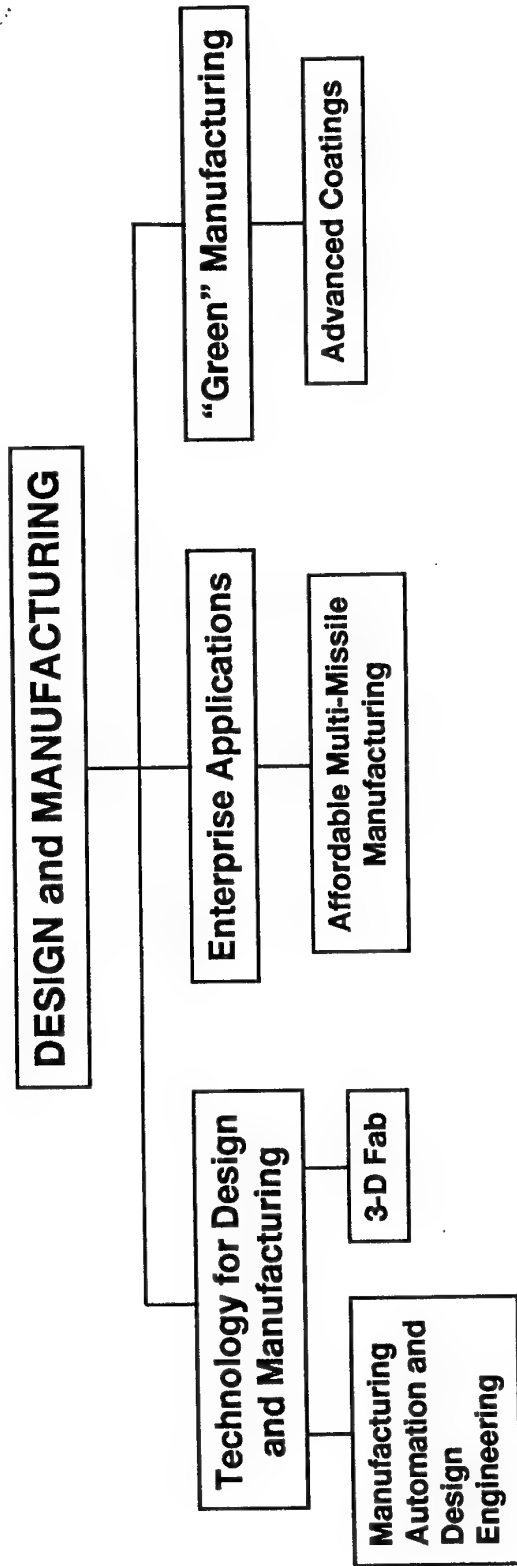 DESIGN and MANUFACTURING
Technology for Design
and Manufacturing
Manufacturing
Automation and
Design
Engineering
3-D Fab
Enterprise Applications
Affordable Multi-Missile
Manufacturing
“Green” Manufacturing
Advanced Coatings